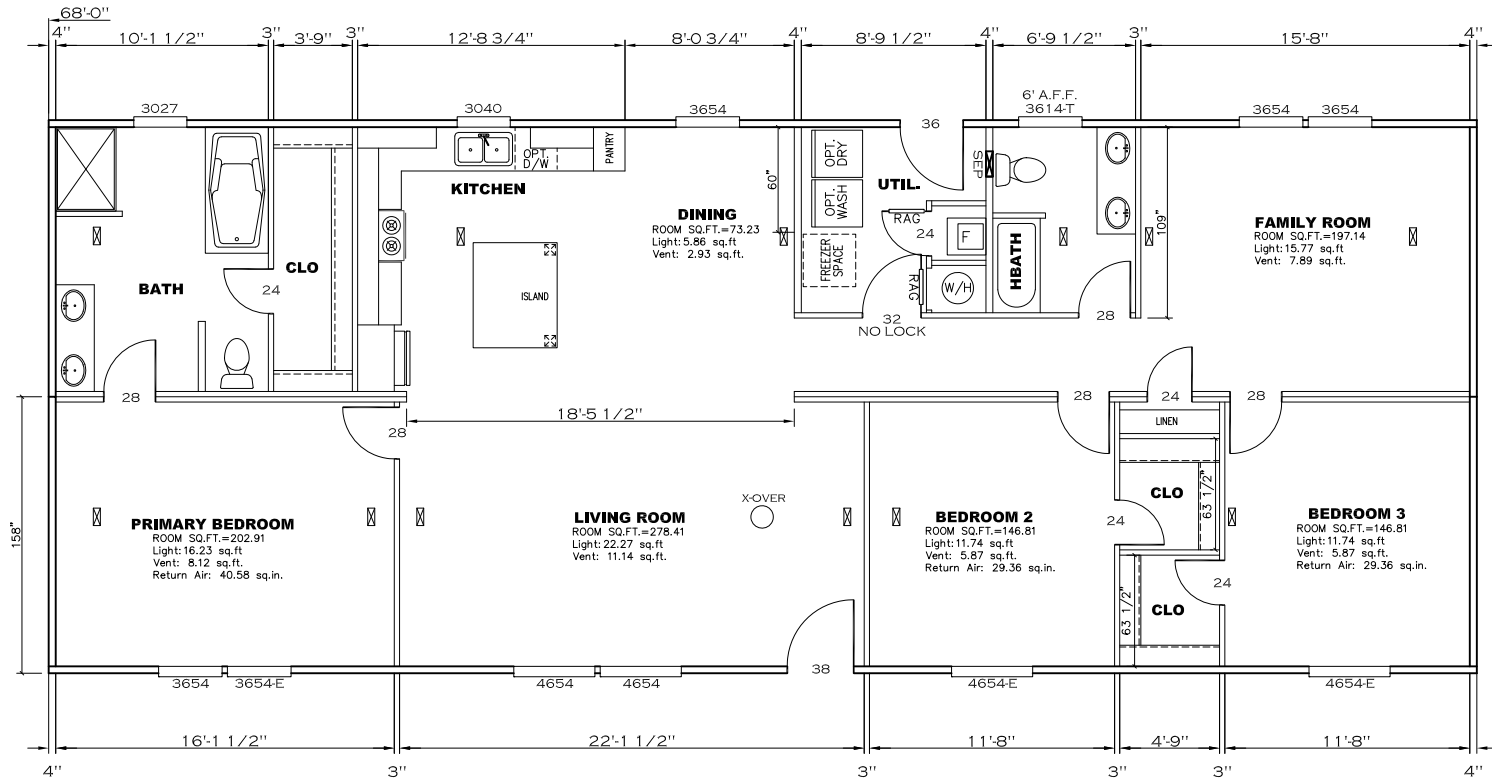 68'-0"
4" 10'-1 1/2" 3" 3'-9" 3" 12'-8 3/4" 8'-0 3/4" 4" 8'-9 1/2" 4" 6'-9 1/2" 3" 15'-8" 4"
6' A.F.F.
3027 3040 3654 36 3614-T 3654 3654
OPT. D/W
PANTRY
OPT. DRY
SEP
60"
KITCHEN
UTIL.
OPT. WASH
RAG
DINING
ROOM SQ.FT.=73.23
Light: 5.86 sq.ft
Vent: 2.93 sq.ft.
109"
FAMILY ROOM
ROOM SQ.FT.=197.14
Light: 15.77 sq.ft
Vent: 7.89 sq.ft.
24
F
FREEZER SPACE
HBATH
CLO
BATH
24
ISLAND
RAG
W/H
32
NO LOCK
28
28
18'-5 1/2"
28
28
24
28
LINEN
158"
63 1/2"
CLO
X-OVER
PRIMARY BEDROOM
ROOM SQ.FT.=202.91
Light: 16.23 sq.ft
Vent: 8.12 sq.ft.
Return Air: 40.58 sq.in.
LIVING ROOM
ROOM SQ.FT.=278.41
Light: 22.27 sq.ft
Vent: 11.14 sq.ft.
BEDROOM 2
ROOM SQ.FT.=146.81
Light: 11.74 sq.ft
Vent: 5.87 sq.ft.
Return Air: 29.36 sq.in.
24
BEDROOM 3
ROOM SQ.FT.=146.81
Light: 11.74 sq.ft
Vent: 5.87 sq.ft.
Return Air: 29.36 sq.in.
24
63 1/2"
CLO
3654 3654-E 4654 4654 38 4654-E 4654-E
16'-1 1/2" 22'-1 1/2" 11'-8" 4'-9" 11'-8"
4" 3" 3" 3" 3" 4"